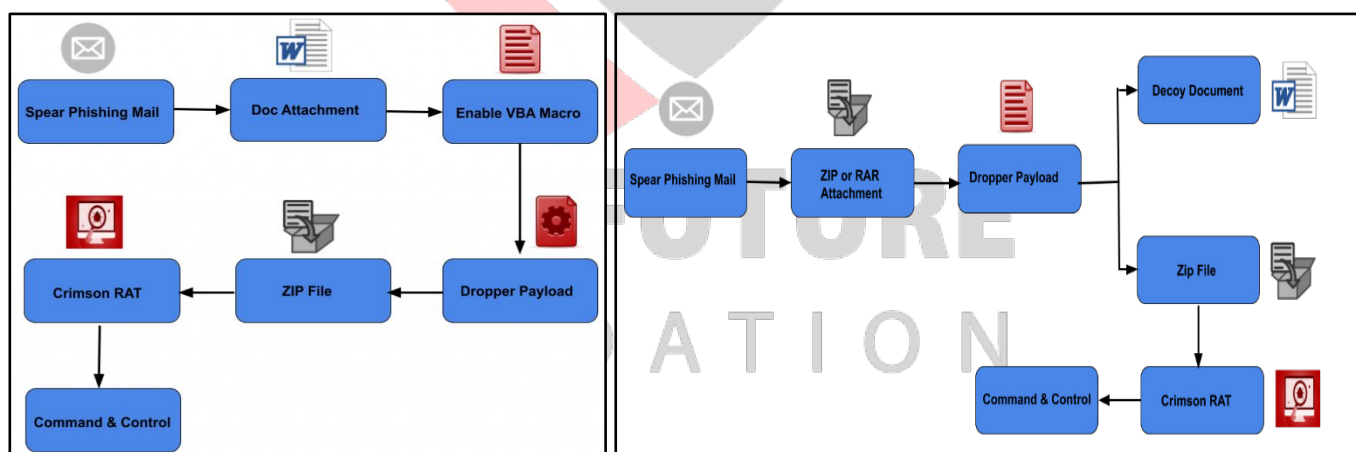 Spear Phishing Mail
Doc Attachment
Enable VBA Macro
Crimson RAT
ZIP File
Dropper Payload
Command & Control
Spear Phishing Mail
ZIP or RAR
Attachment
Dropper Payload
Decoy Document
Zip File
Command & Control
Crimson RAT
FUTURE
DATION